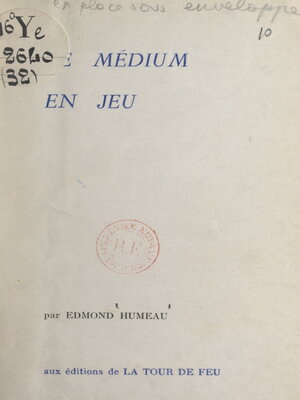 en place sous enveloppe
10
16° Ye
2640
(32)
E MÉDIUM
EN JEU
R.F.
par EDMOND HUMEAU
aux éditions de LA TOUR DE FEU